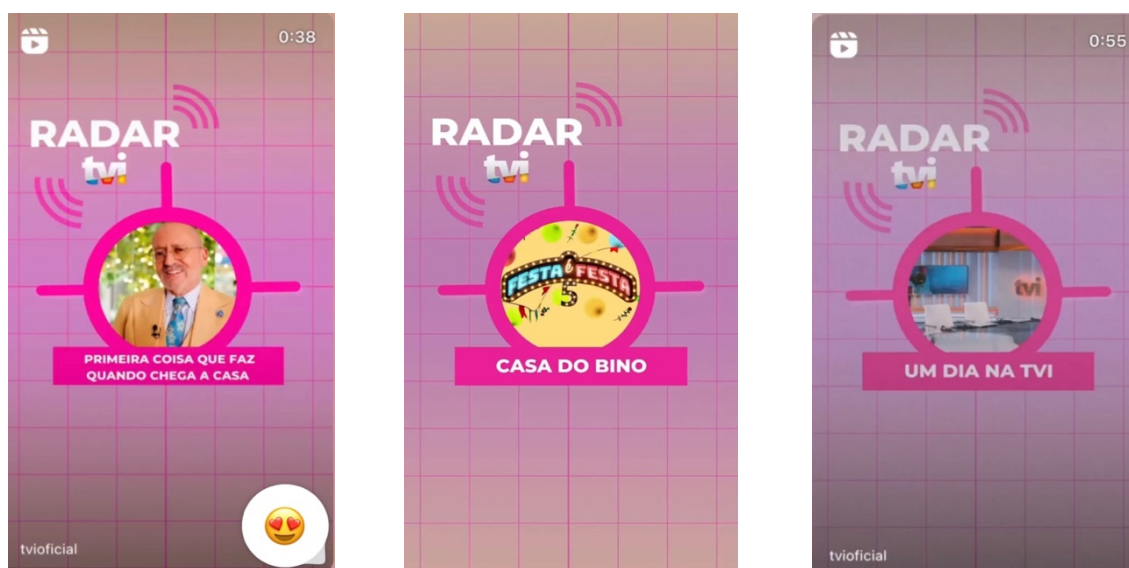 0:38
RADAR
tvi
PRIMEIRA COISA QUE FAZ
QUANDO CHEGA A CASA
tvioficial
RADAR
tvi
FESTA é FESTA
5
CASA DO BINO
0:55
RADAR
tvi
tvi
UM DIA NA TVI
tvioficial